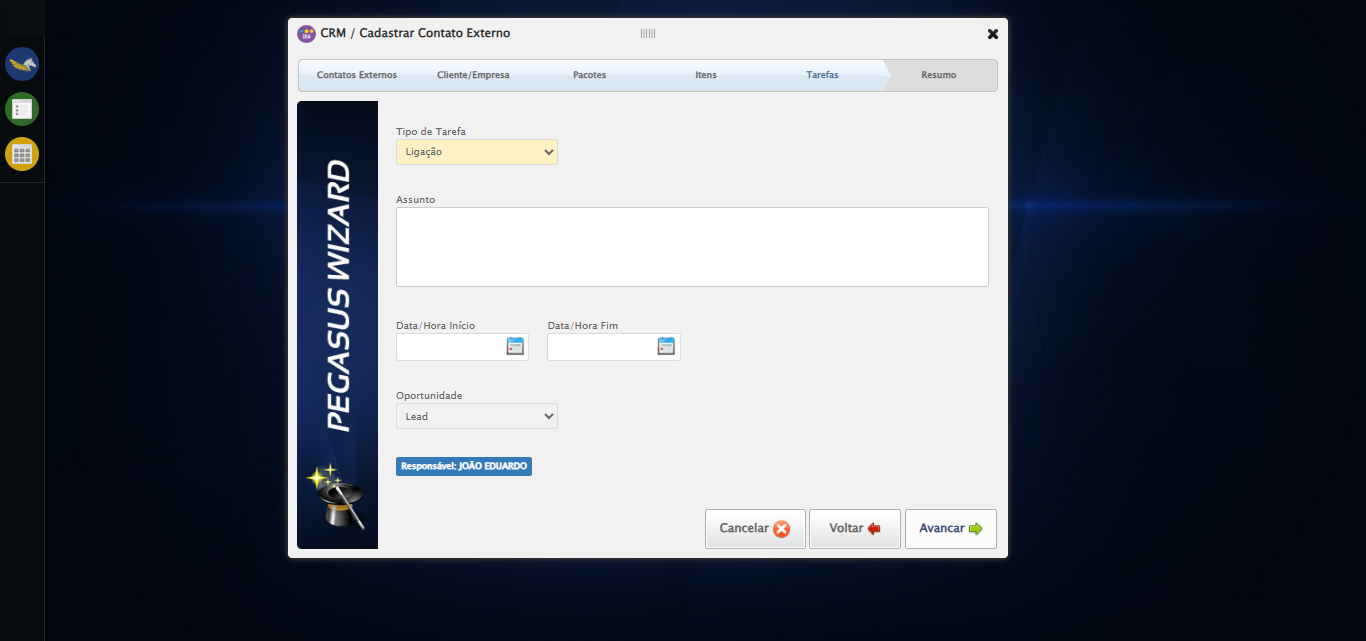 CRM / Cadastrar Contato Externo
Contatos Externos Cliente/Empresa Pacotes Itens Tarefas Resumo
PEGASUS WIZARD
Tipo de Tarefa
Ligação
Assunto
Data/Hora Início Data/Hora Fim
Oportunidade
Lead
Responsável: JOÃO EDUARDO
Cancelar Voltar Avancar